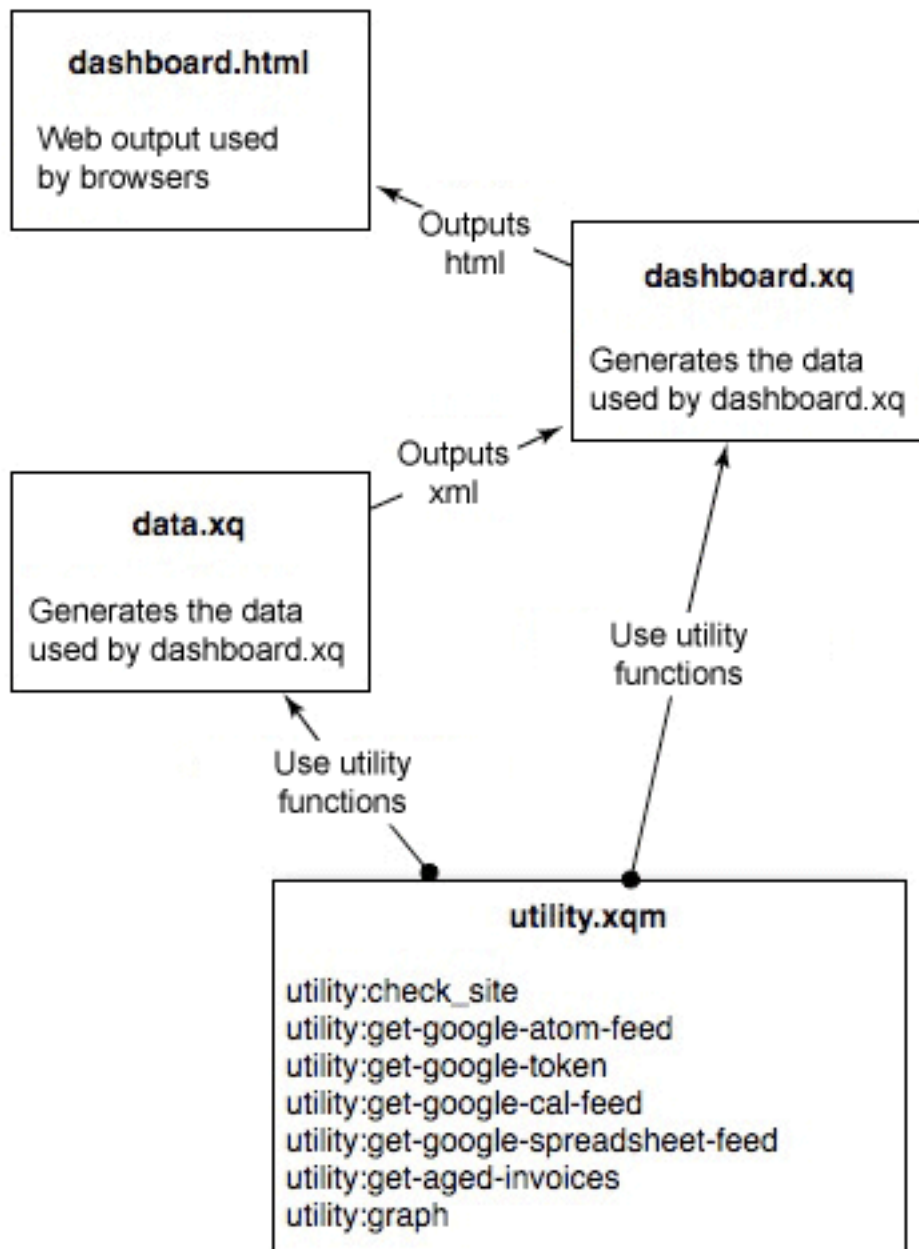 dashboard.html
Web output used
by browsers
Outputs
html
dashboard.xq
Generates the data
used by dashboard.xq
Outputs
xml
data.xq
Generates the data
used by dashboard.xq
Use utility
functions
Use utility
functions
utility.xqm
utility:check_site
utility:get-google-atom-feed
utility:get-google-token
utility:get-google-cal-feed
utility:get-google-spreadsheet-feed
utility:get-aged-invoices
utility:graph